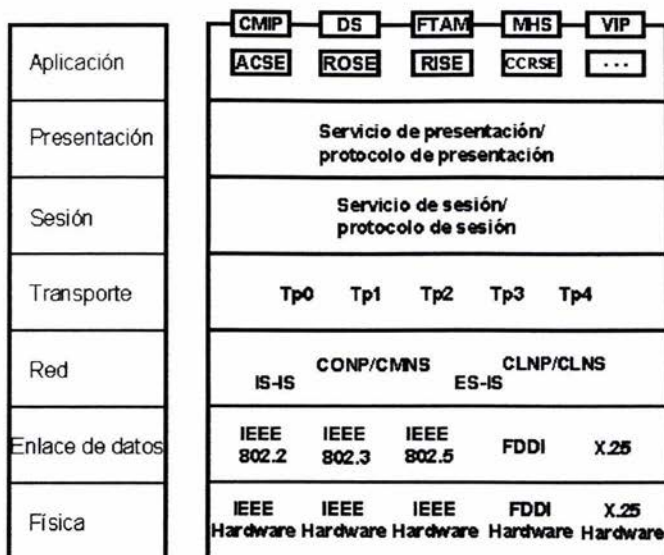 Aplicación
CMIP DS FTAM MHS VIP
ACSE ROSE RISE CCRSE ...
Presentación
Servicio de presentación/
protocolo de presentación
Sesión
Servicio de sesión/
protocolo de sesión
Transporte
Tp0 Tp1 Tp2 Tp3 Tp4
Red
CONP/CMNS CLNP/CLNS
IS-IS ES-IS
Enlace de datos
IEEE IEEE IEEE
802.2 802.3 802.5 FDDI X.25
Física
IEEE IEEE IEEE FDDI X.25
Hardware Hardware Hardware Hardware Hardware